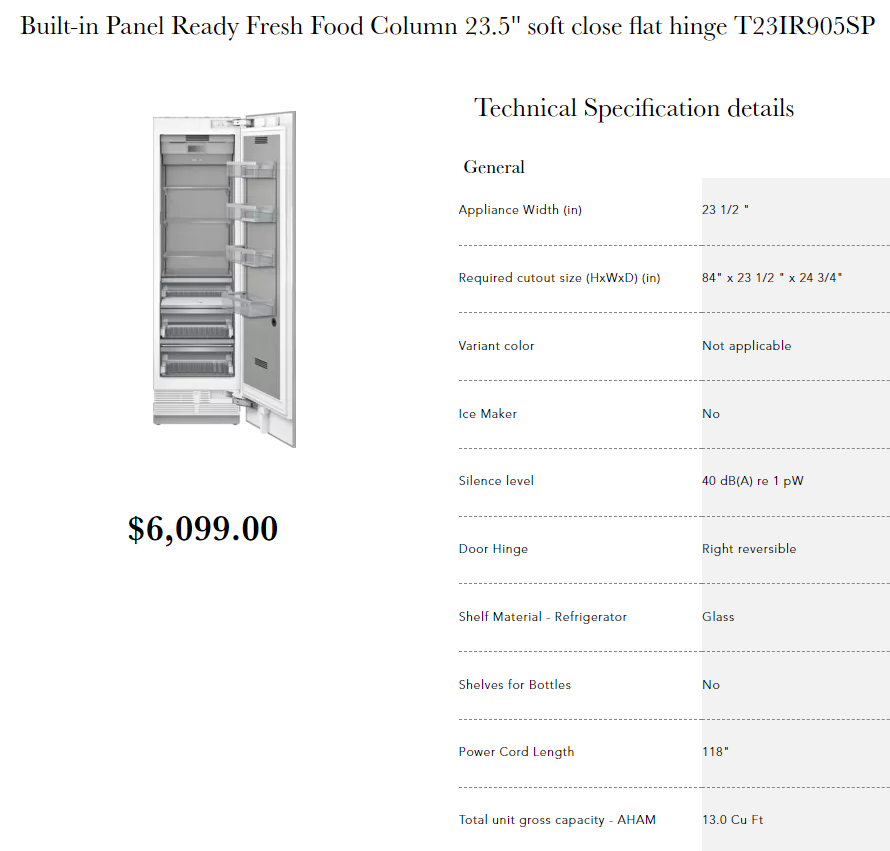 Built-in Panel Ready Fresh Food Column 23.5" soft close flat hinge T23IR905SP
Technical Specification details
General
Appliance Width (in) 23 1/2 "
Required cutout size (HxWxD) (in) 84" x 23 1/2 " x 24 3/4"
Variant color Not applicable
Ice Maker No
Silence level 40 dB(A) re 1 pW
$6,099.00
Door Hinge Right reversible
Shelf Material - Refrigerator Glass
Shelves for Bottles No
Power Cord Length 118"
Total unit gross capacity - AHAM 13.0 Cu Ft